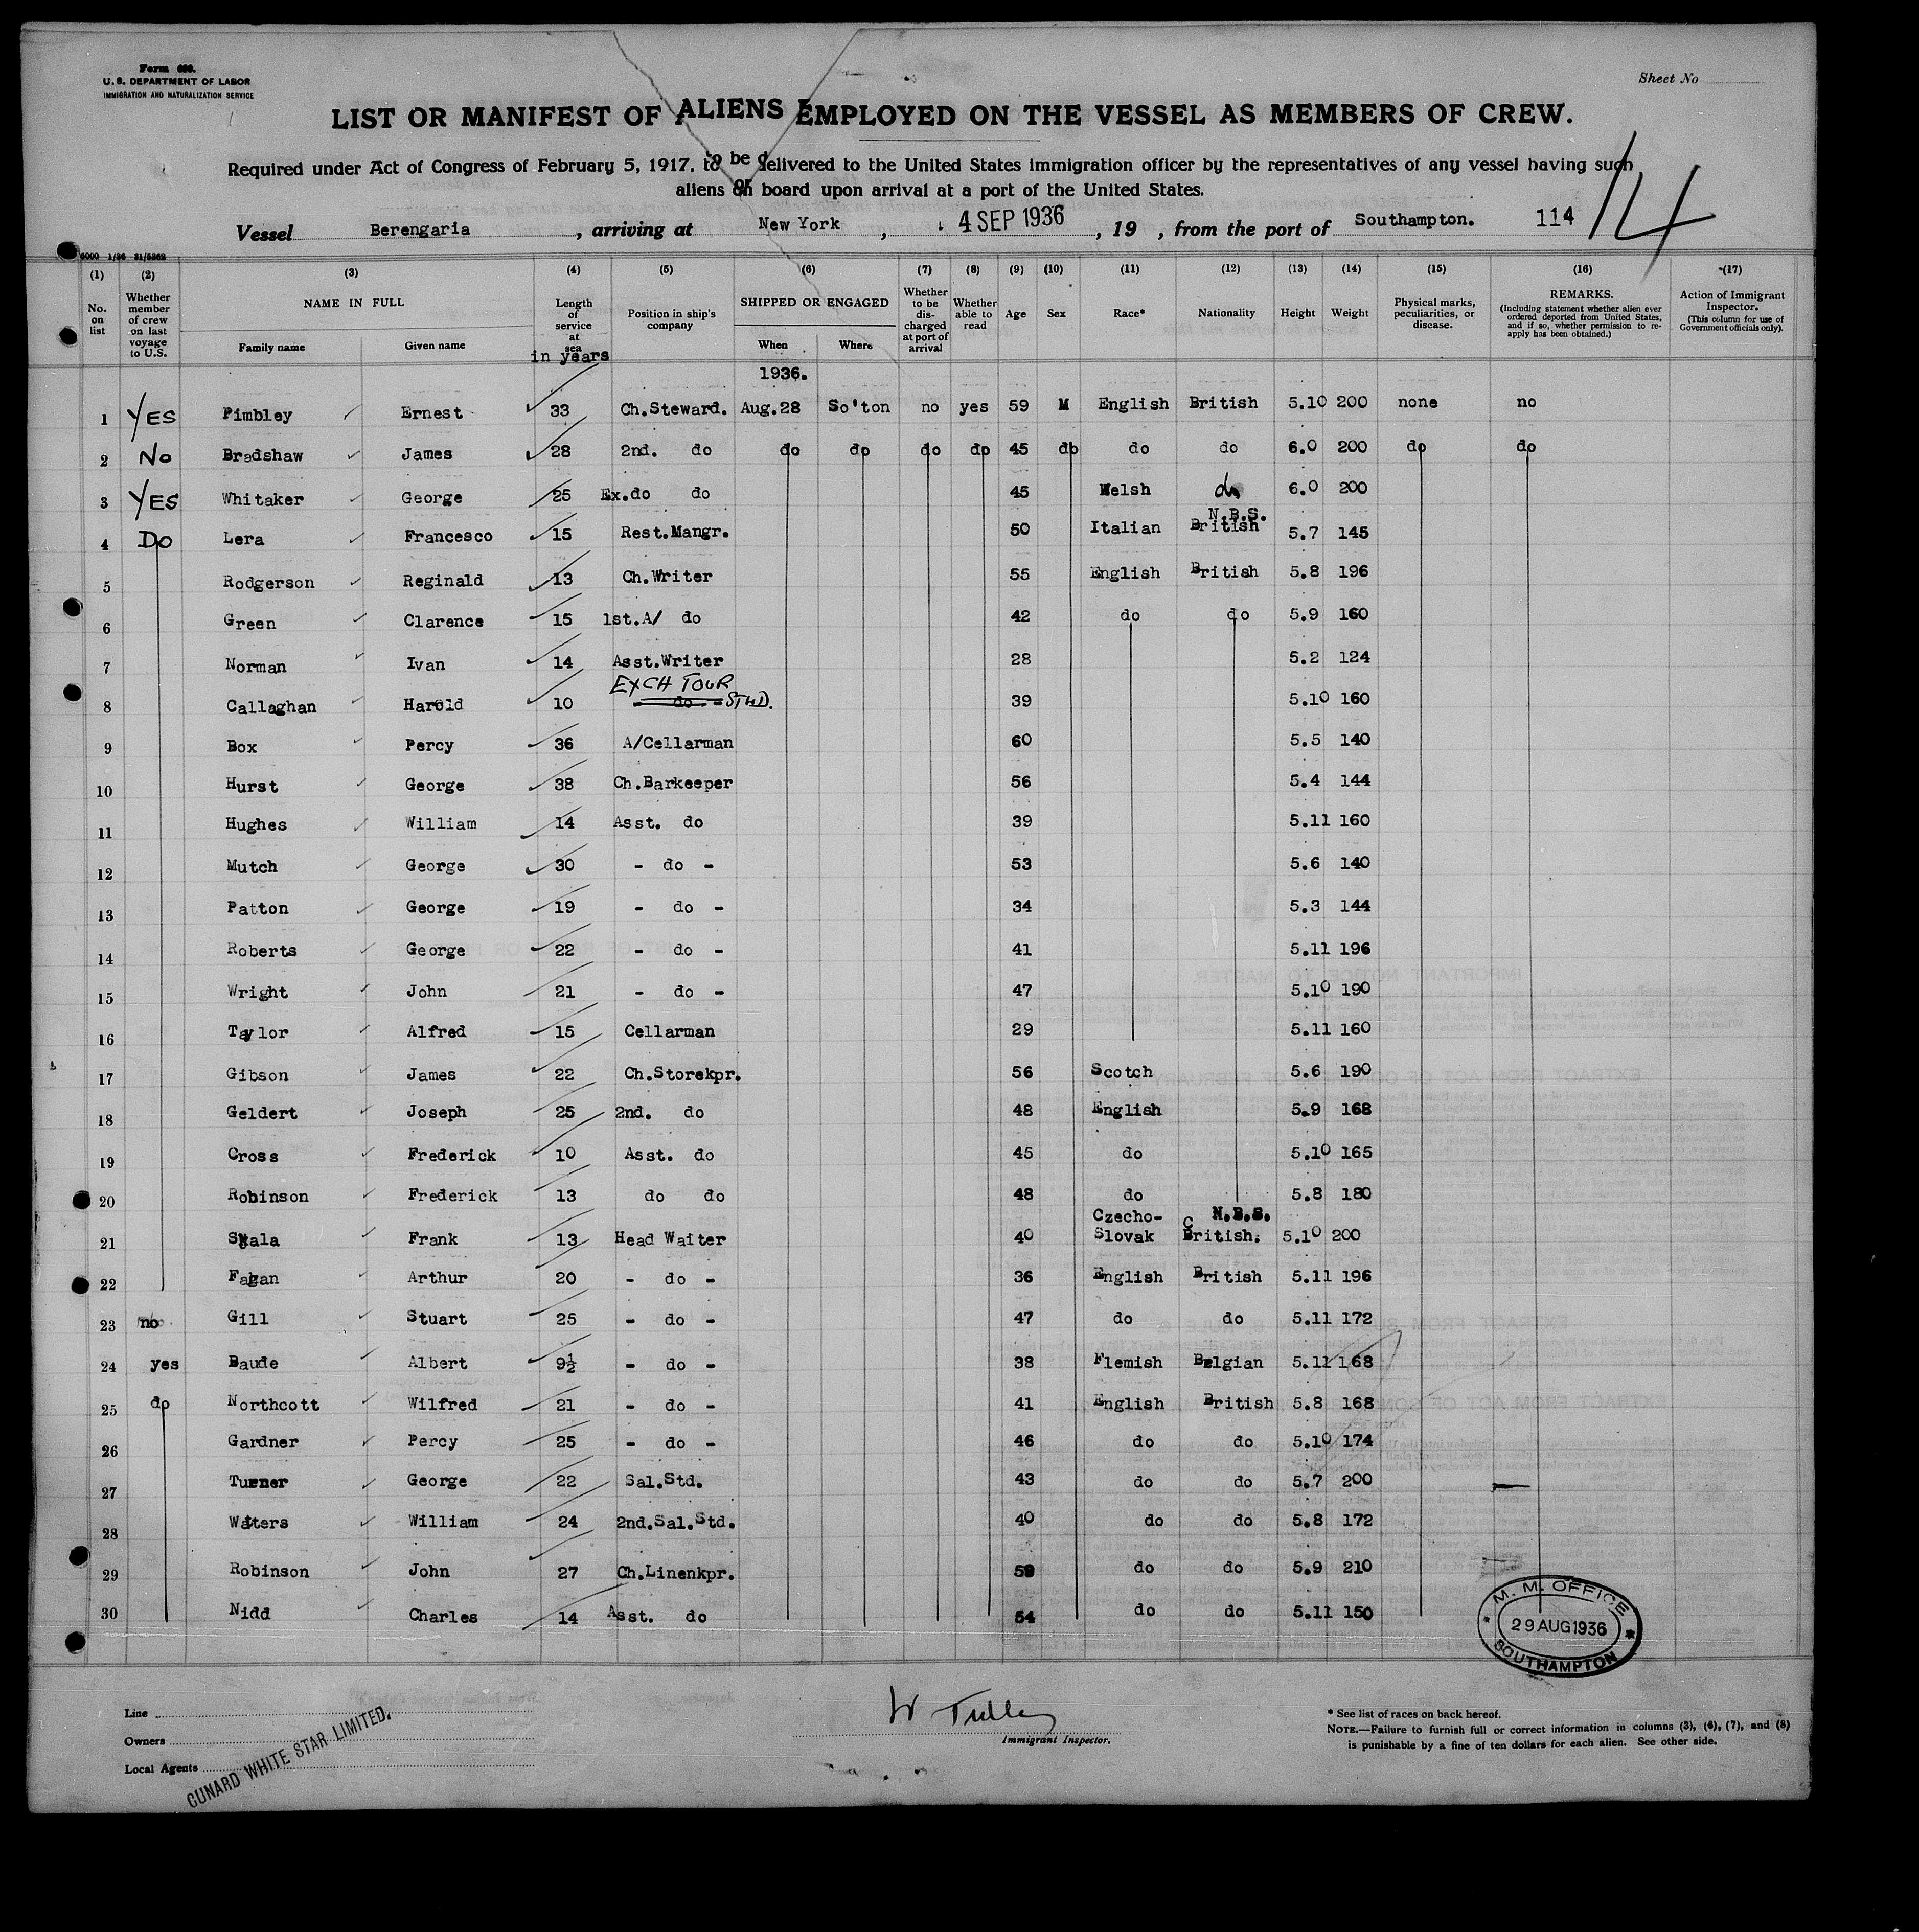 Form 689.
U. S. DEPARTMENT OF LABOR
IMMIGRATION AND NATURALIZATION SERVICE
Sheet No
LIST OR MANIFEST OF ALIENS EMPLOYED ON THE VESSEL AS MEMBERS OF CREW.
Required under Act of Congress of February 5, 1917, to be delivered to the United States immigration officer by the representatives of any vessel having such
aliens on board upon arrival at a port of the United States.
Vessel Berengaria, arriving at New York, 4 SEP 1936, 19 , from the port of Southampton. 114 14
(1) (2) (3) (4) (5) (6) (7) (8) (9) (10) (11) (12) (13) (14) (15) (16) (17)
No. on list Whether member of crew on last voyage to U.S. NAME IN FULL Family name Given name Length of service at sea in years Position in ship's company SHIPPED OR ENGAGED When Where Whether to be discharged at port of arrival Whether able to read Age Sex Race* Nationality Height Weight Physical marks, peculiarities, or disease. REMARKS. (Including statement whether alien ever ordered deported from United States, and if so, whether permission to re-apply has been obtained.) Action of Immigrant Inspector. (This column for use of Government officials only).
1936.
1 YES Pimbley Ernest 33 Ch.Steward. Aug.28 So'ton no yes 59 M English British 5.10 200 none no
2 No Bradshaw James 28 2nd. do do do do do 45 do do do 6.0 200 do do
3 YES Whitaker George 25 Ex.do do 45 Welsh do 6.0 200
4 Do Lera Francesco 15 Rest.Mangr. 50 Italian N.B.S. British 5.7 145
5 Rodgerson Reginald 13 Ch.Writer 55 English British 5.8 196
6 Green Clarence 15 1st.A/ do 42 do do 5.9 160
7 Norman Ivan 14 Asst.Writer 28 5.2 124
8 Callaghan Harold 10 EXCH TOUR do STWD. 39 5.10 160
9 Box Percy 36 A/Cellarman 60 5.5 140
10 Hurst George 38 Ch.Barkeeper 56 5.4 144
11 Hughes William 14 Asst. do 39 5.11 160
12 Mutch George 30 - do - 53 5.6 140
13 Patton George 19 - do - 34 5.3 144
14 Roberts George 22 - do - 41 5.11 196
15 Wright John 21 - do - 47 5.10 190
16 Taylor Alfred 15 Cellarman 29 5.11 160
17 Gibson James 22 Ch.Storekpr. 56 Scotch 5.6 190
18 Geldert Joseph 25 2nd. do 48 English 5.9 168
19 Cross Frederick 10 Asst. do 45 do 5.10 165
20 Robinson Frederick 13 do do 48 do 5.8 180
21 Skala Frank 13 Head Waiter 40 Czecho-Slovak N.B.S. British. 5.10 200
22 Fagan Arthur 20 - do - 36 English British 5.11 196
23 no Gill Stuart 25 - do - 47 do do 5.11 172
24 yes Baude Albert 9½ - do - 38 Flemish Belgian 5.11 168
25 do Northcott Wilfred 21 - do - 41 English British 5.8 168
26 Gardner Percy 25 - do - 46 do do 5.10 174
27 Turner George 22 Sal.Std. 43 do do 5.7 200
28 Waters William 24 2nd.Sal.Std. 40 do do 5.8 172
29 Robinson John 27 Ch.Linenkpr. do do 5.9 210
30 Nidd Charles 14 Asst. do 54 do do 5.11 150
M. M. OFFICE
29 AUG 1936
SOUTHAMPTON
Line
Owners
Local Agents
CUNARD WHITE STAR LIMITED.
W Tulley
Immigrant Inspector.
* See list of races on back hereof.
NOTE.—Failure to furnish full or correct information in columns (3), (6), (7), and (8)
is punishable by a fine of ten dollars for each alien. See other side.